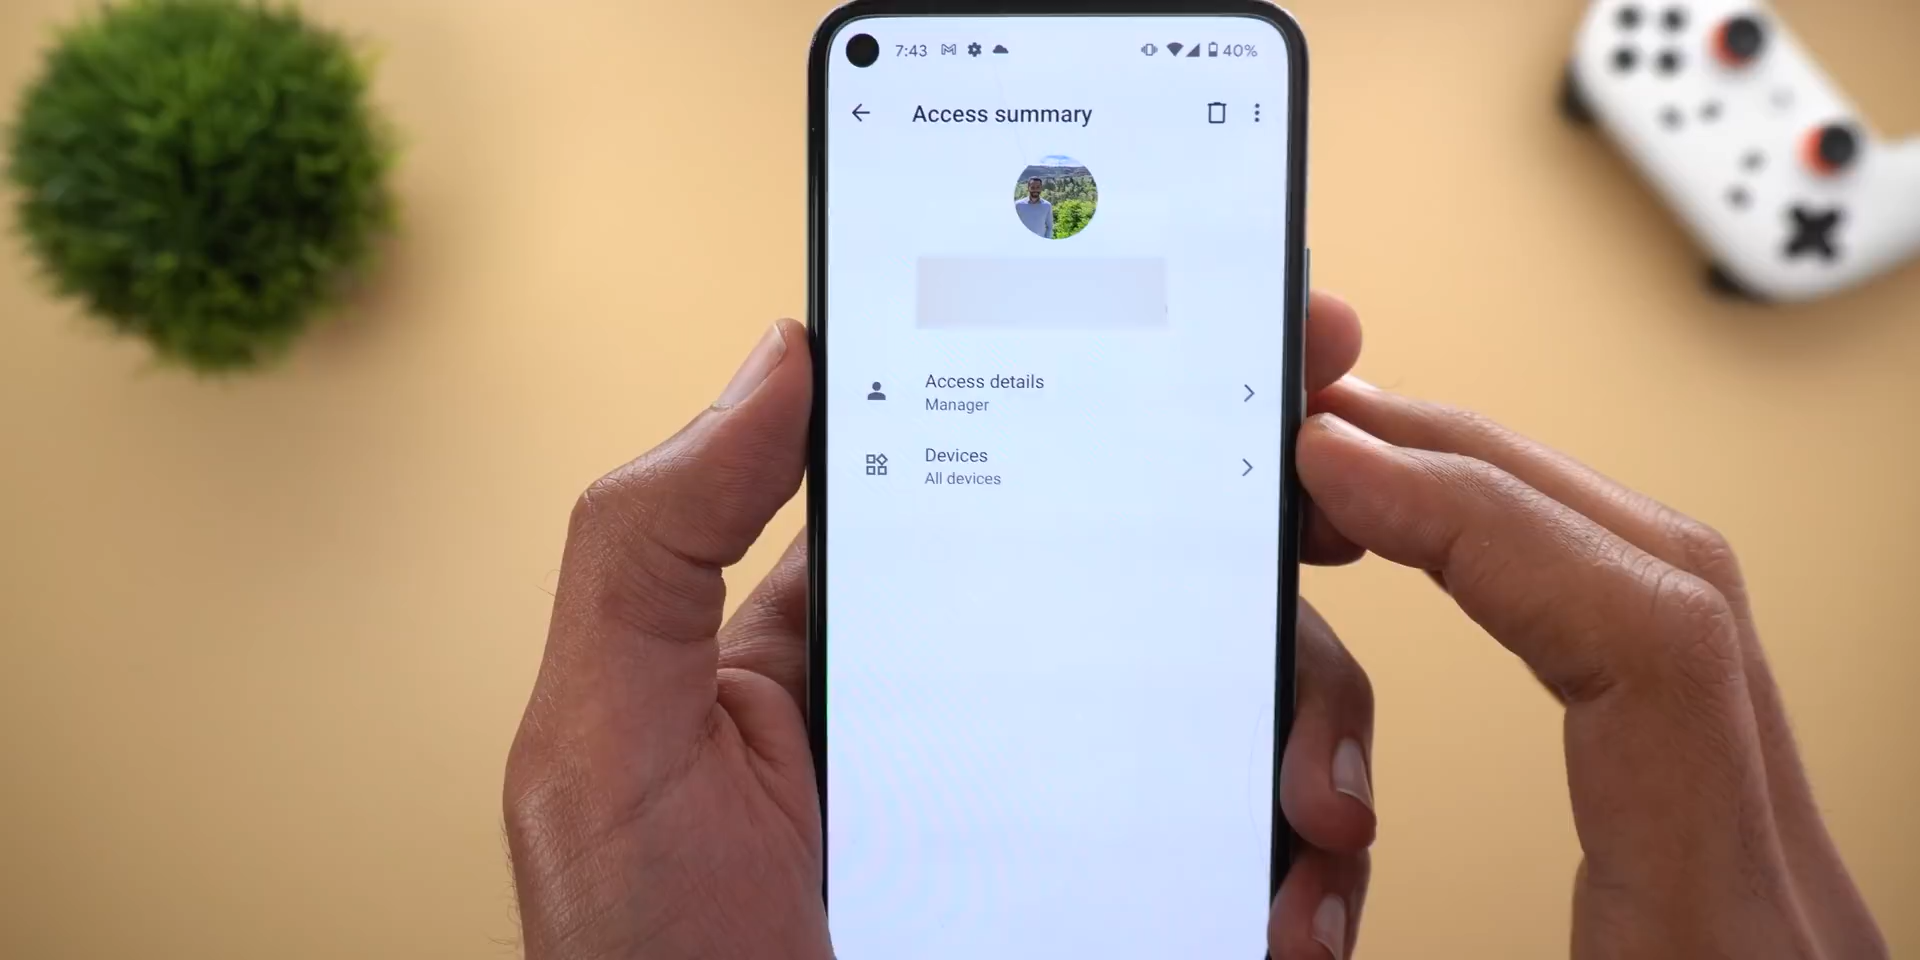 7:43 40%
Access summary
Access details
Manager
Devices
All devices